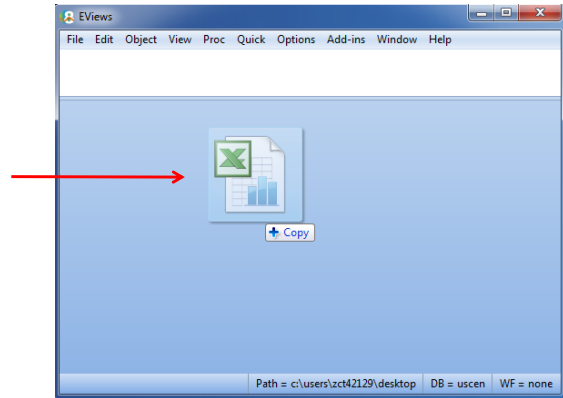 EViews
File Edit Object View Proc Quick Options Add-ins Window Help
Copy
Path = c:\users\zct42129\desktop DB = uscen WF = none